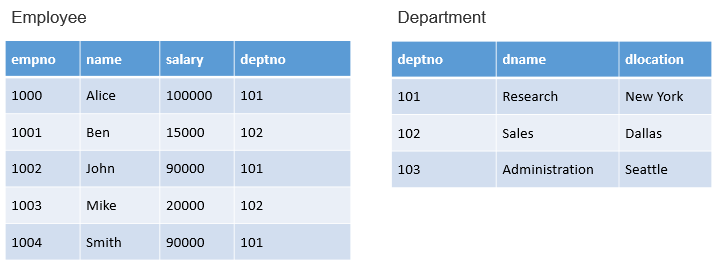 Employee
empno name salary deptno
1000 Alice 100000 101
1001 Ben 15000 102
1002 John 90000 101
1003 Mike 20000 102
1004 Smith 90000 101
Department
deptno dname dlocation
101 Research New York
102 Sales Dallas
103 Administration Seattle